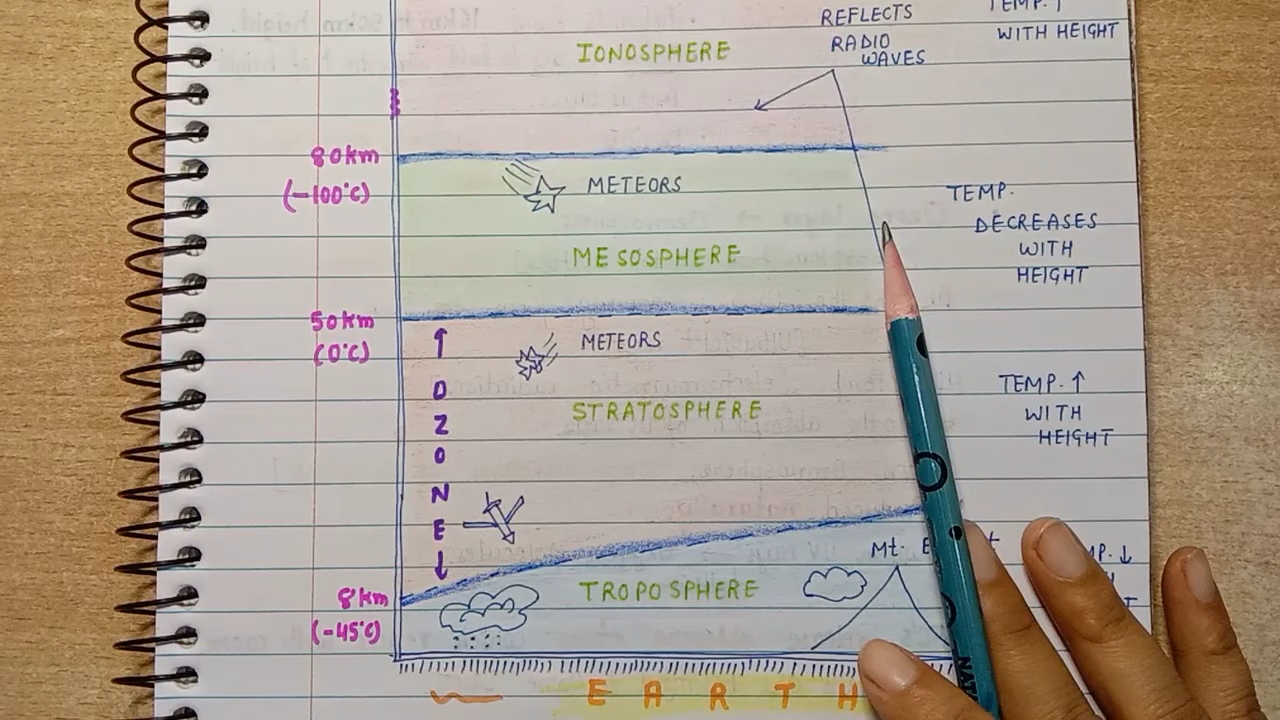 TEMP. ↑
WITH HEIGHT
REFLECTS
RADIO
WAVES
IONOSPHERE
80km
(-100°c)
METEORS
MESOSPHERE
TEMP.
DECREASES
WITH
HEIGHT
50km
(0°c)
METEORS
STRATOSPHERE
OZONE
TEMP. ↑
WITH
HEIGHT
Mt.
8km
(-45°c)
TROPOSPHERE
EARTH